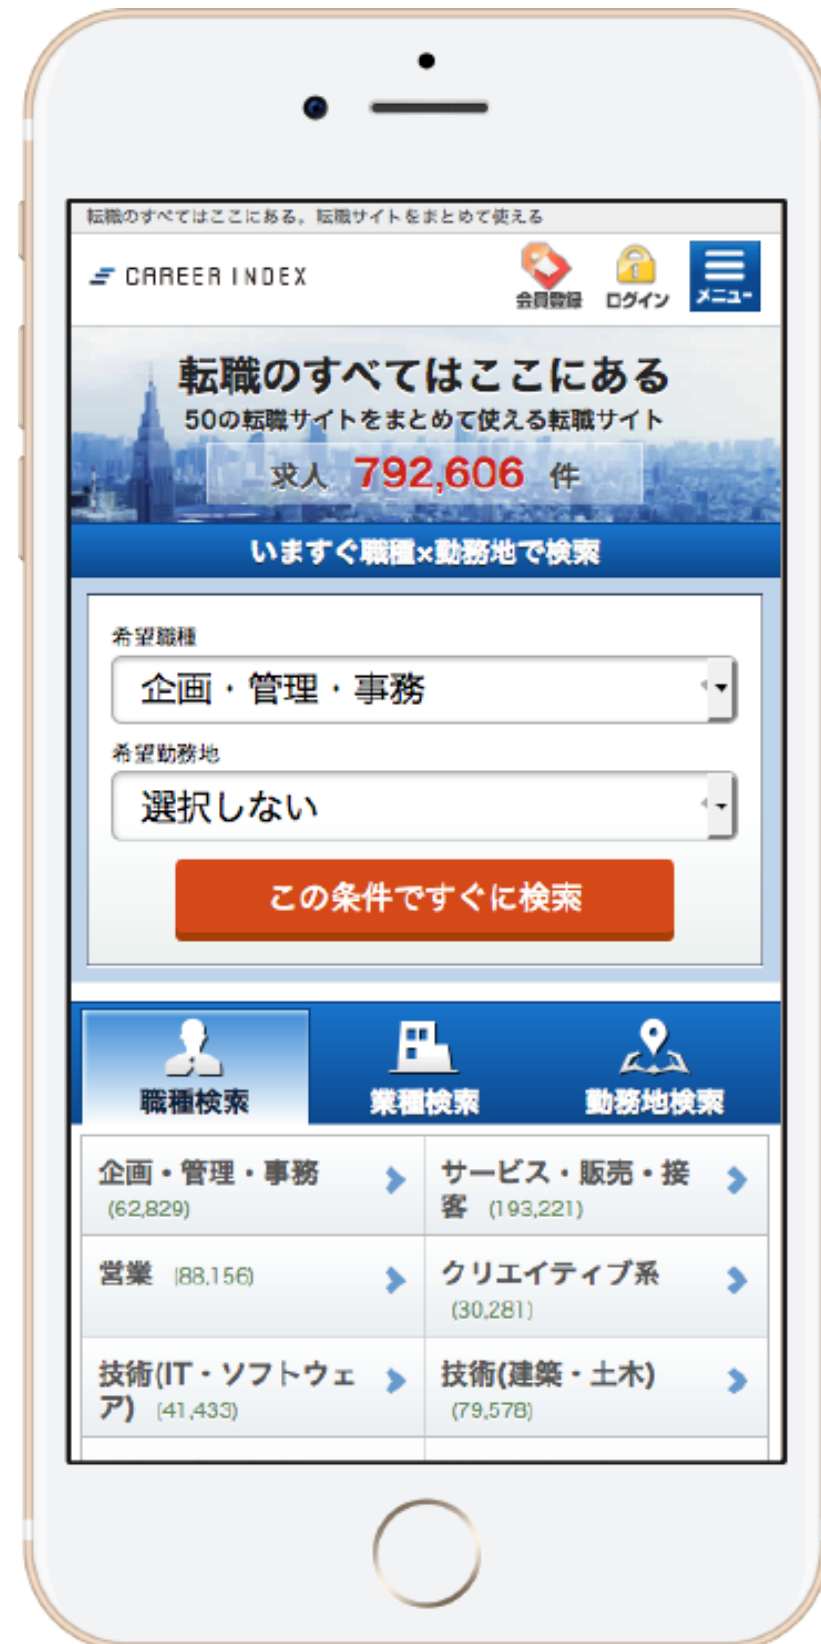 転職のすべてはここにある。転職サイトをまとめて使える
CAREER INDEX
会員登録
ログイン
メニュー
転職のすべてはここにある
50の転職サイトをまとめて使える転職サイト
求人 792,606 件
いますぐ職種×勤務地で検索
希望職種
企画・管理・事務
希望勤務地
選択しない
この条件ですぐに検索
職種検索
業種検索
勤務地検索
企画・管理・事務
(62,829)
サービス・販売・接
客 (193,221)
営業 (88,156)
クリエイティブ系
(30,281)
技術(IT・ソフトウェ
ア) (41,433)
技術(建築・土木)
(79,578)